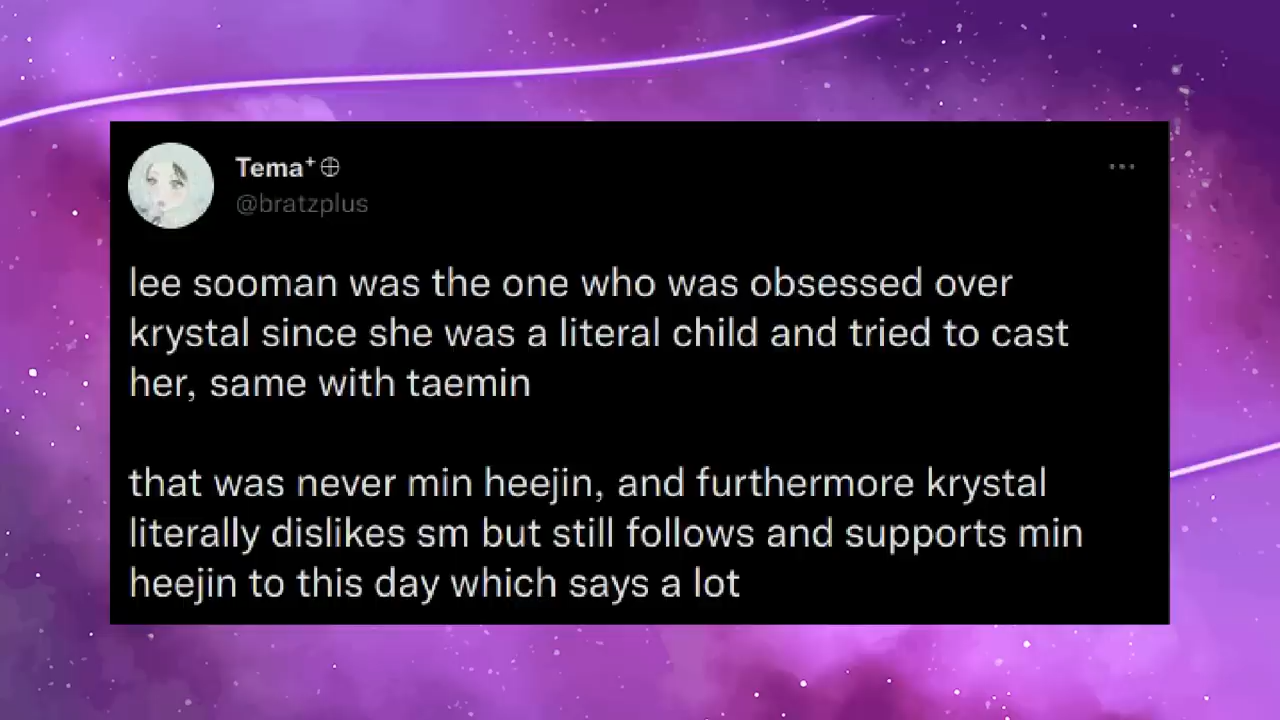 Tema⁺⊕
@bratzplus
lee sooman was the one who was obsessed over
krystal since she was a literal child and tried to cast
her, same with taemin
that was never min heejin, and furthermore krystal
literally dislikes sm but still follows and supports min
heejin to this day which says a lot